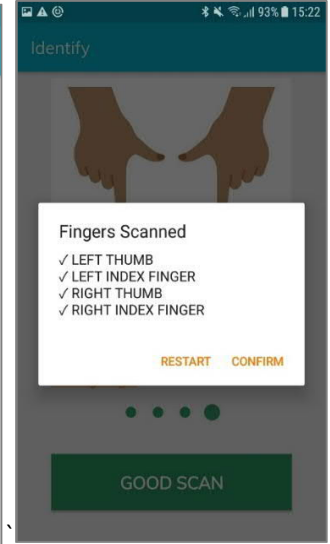 93% 15:22
Identify
Fingers Scanned
✓ LEFT THUMB
✓ LEFT INDEX FINGER
✓ RIGHT THUMB
✓ RIGHT INDEX FINGER
RESTART CONFIRM
GOOD SCAN
`